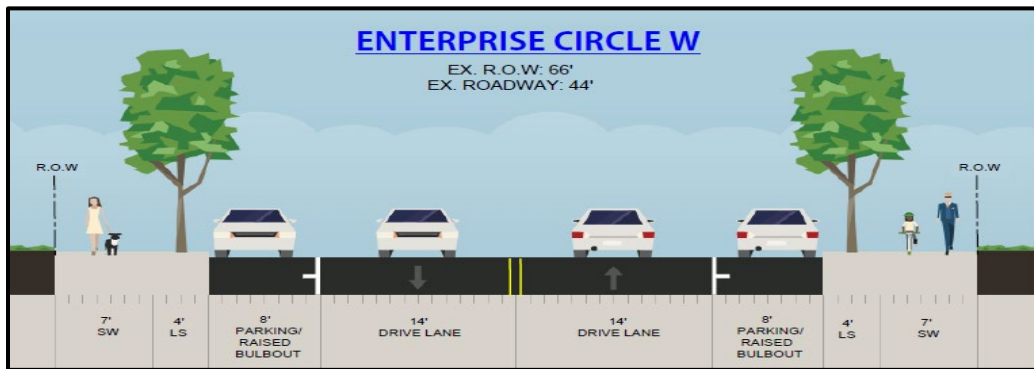 ENTERPRISE CIRCLE W
EX. R.O.W: 66'
EX. ROADWAY: 44'
R.O.W
R.O.W
7'
SW
4'
LS
8'
PARKING/
RAISED
BULBOUT
14'
DRIVE LANE
14'
DRIVE LANE
8'
PARKING/
RAISED
BULBOUT
4'
LS
7'
SW